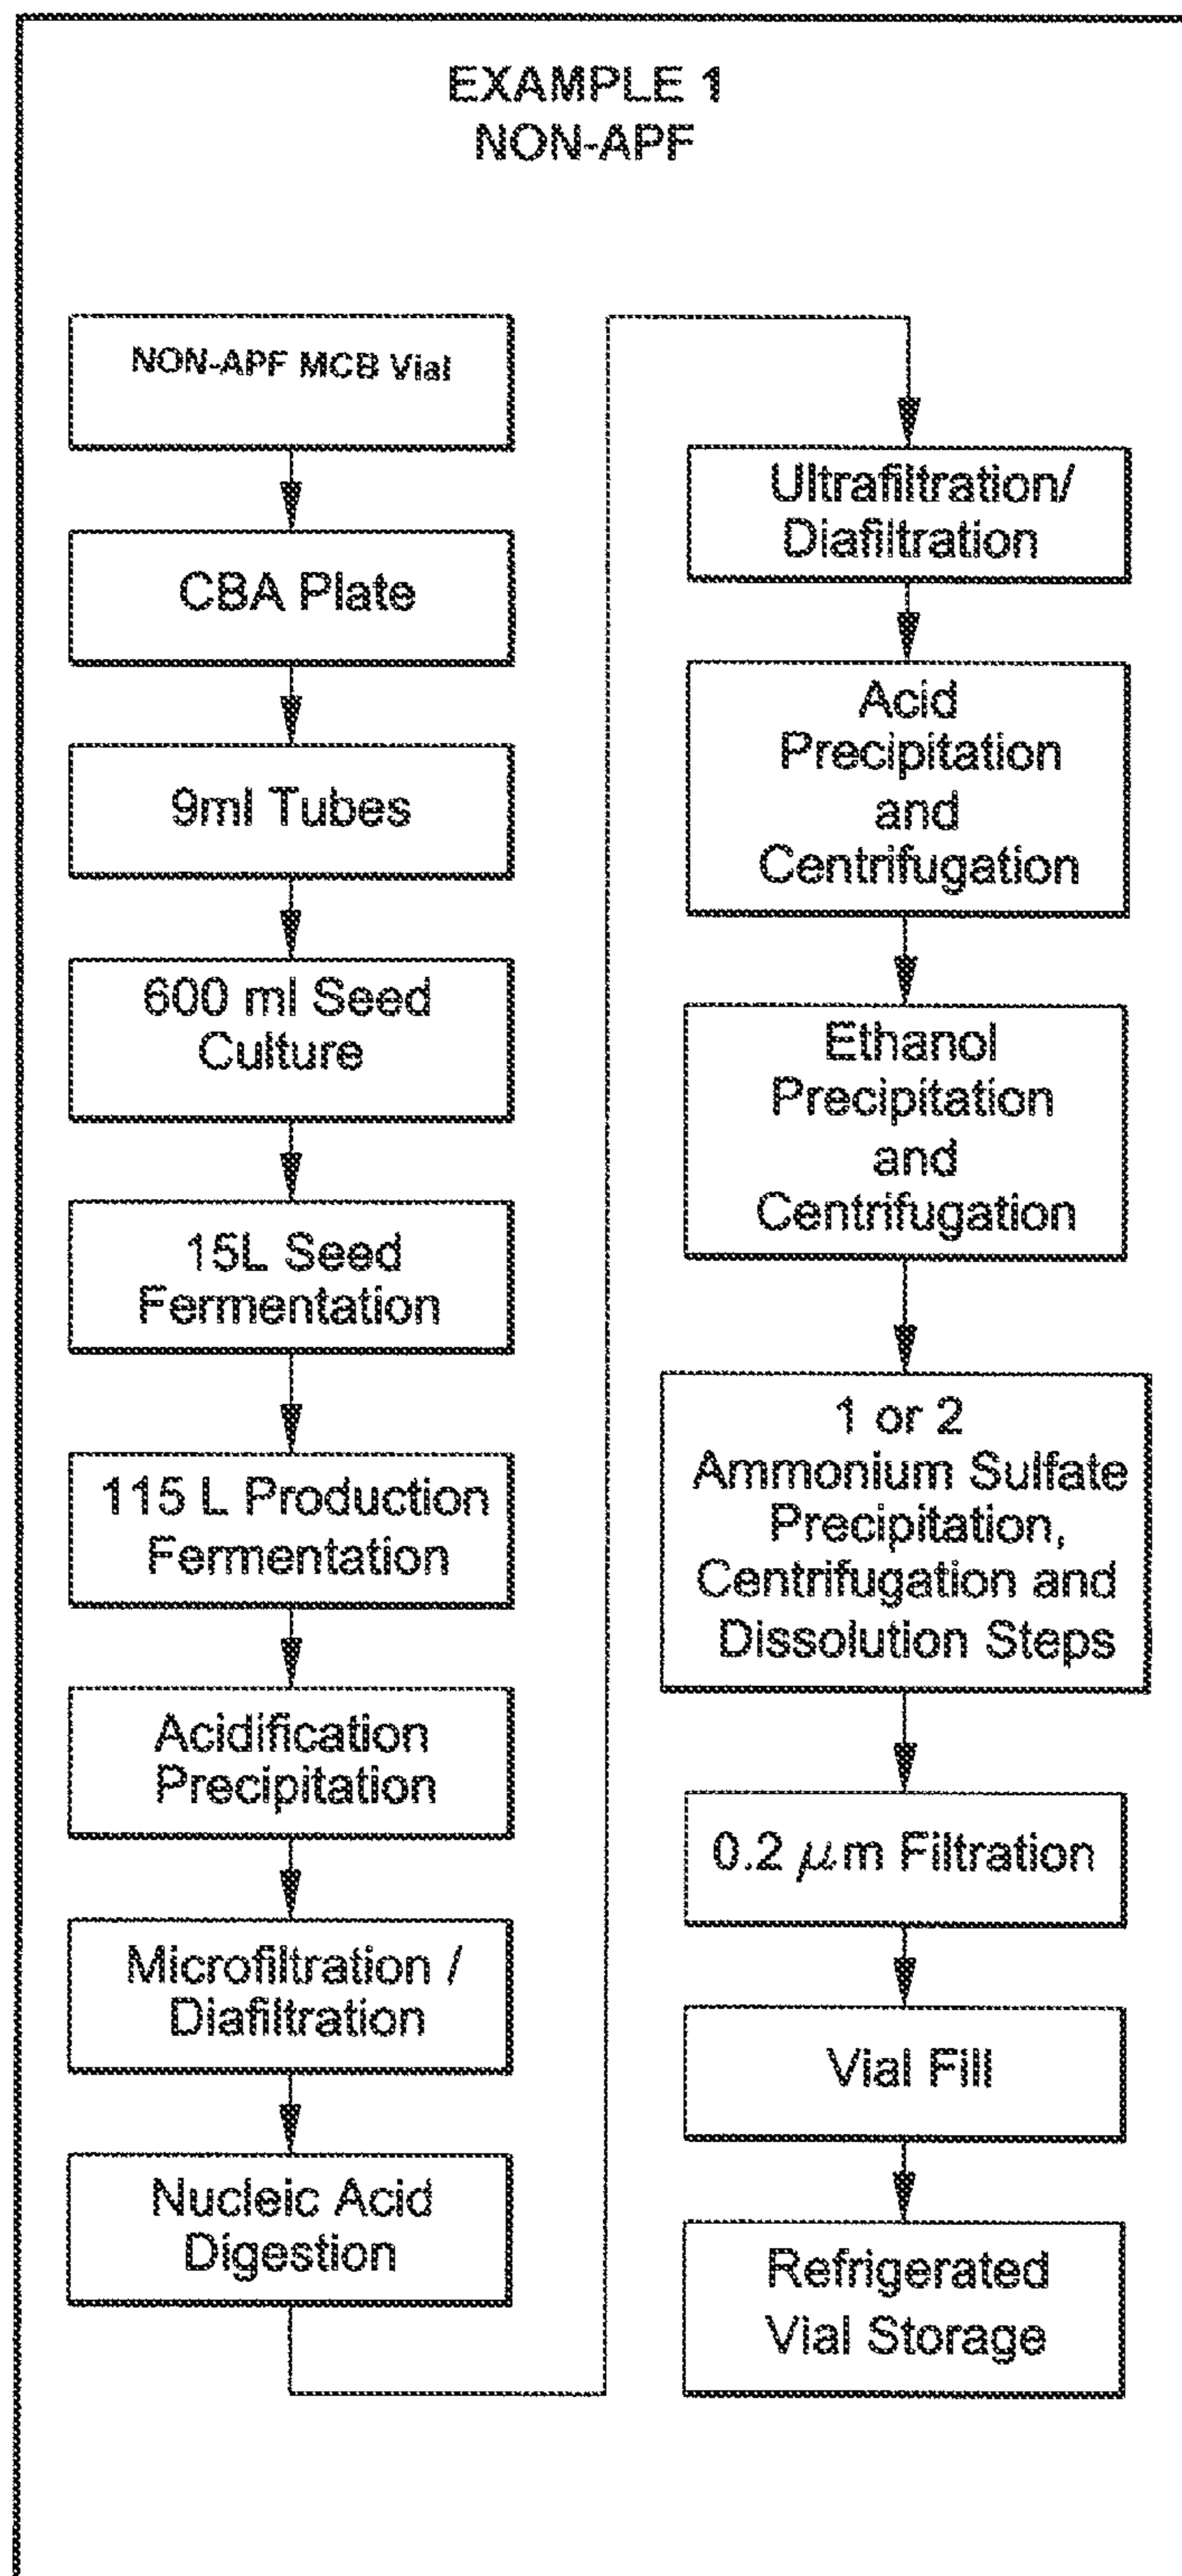 EXAMPLE 1
NON-APF
NON-APF MCB Vial
CBA Plate
9ml Tubes
600 ml Seed
Culture
15L Seed
Fermentation
115 L Production
Fermentation
Acidification
Precipitation
Microfiltration /
Diafiltration
Nucleic Acid
Digestion
Ultrafiltration/
Diafiltration
Acid
Precipitation
and
Centrifugation
Ethanol
Precipitation
and
Centrifugation
1 or 2
Ammonium Sulfate
Precipitation,
Centrifugation and
Dissolution Steps
0.2 μm Filtration
Vial Fill
Refrigerated
Vial Storage